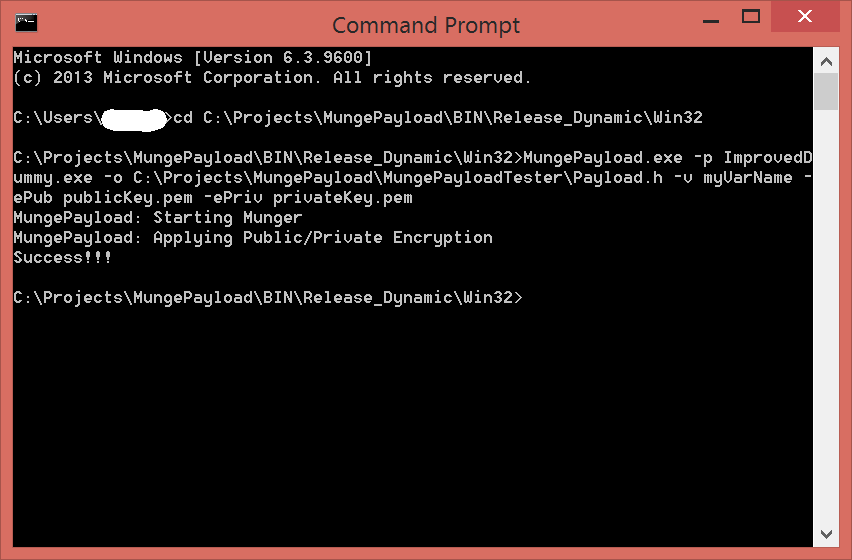 Command Prompt
Microsoft Windows [Version 6.3.9600]
(c) 2013 Microsoft Corporation. All rights reserved.
C:\Users\ >cd C:\Projects\MungePayload\BIN\Release_Dynamic\Win32
C:\Projects\MungePayload\BIN\Release_Dynamic\Win32>MungePayload.exe -p ImprovedD
ummy.exe -o C:\Projects\MungePayload\MungePayloadTester\Payload.h -v myVarName -
ePub publicKey.pem -ePriv privateKey.pem
MungePayload: Starting Munger
MungePayload: Applying Public/Private Encryption
Success!!!
C:\Projects\MungePayload\BIN\Release_Dynamic\Win32>